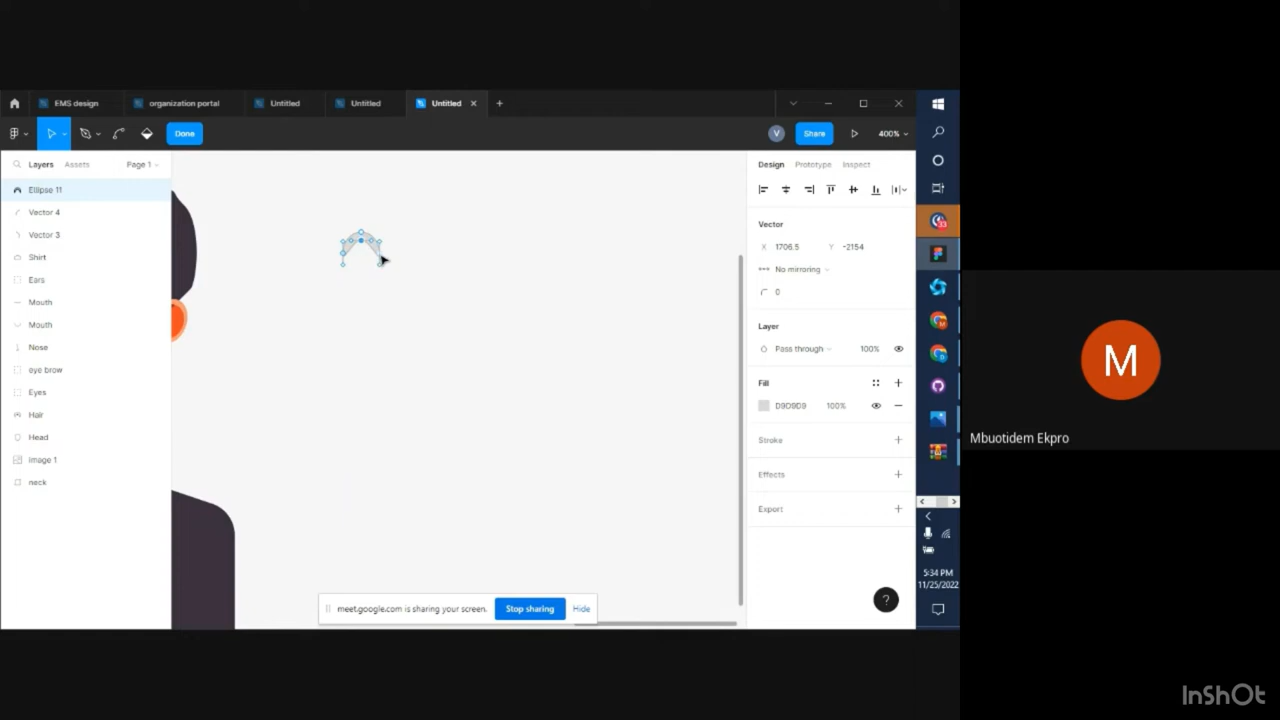 EMS design
organization portal
Untitled
Untitled
Untitled
Done
V
Share
400%
Layers
Assets
Page 1
Ellipse 11
Vector 4
Vector 3
Shirt
Ears
Mouth
Mouth
Nose
eye brow
Eyes
Hair
Head
image 1
neck
Design
Prototype
Inspect
Vector
X 1706.5 Y -2154
No mirroring
0
Layer
Pass through 100%
Fill
D9D9D9 100%
Stroke
Effects
Export
?
meet.google.com is sharing your screen.
Stop sharing
Hide
5:34 PM
11/25/2022
M
Mbuotidem Ekpro
InShOt